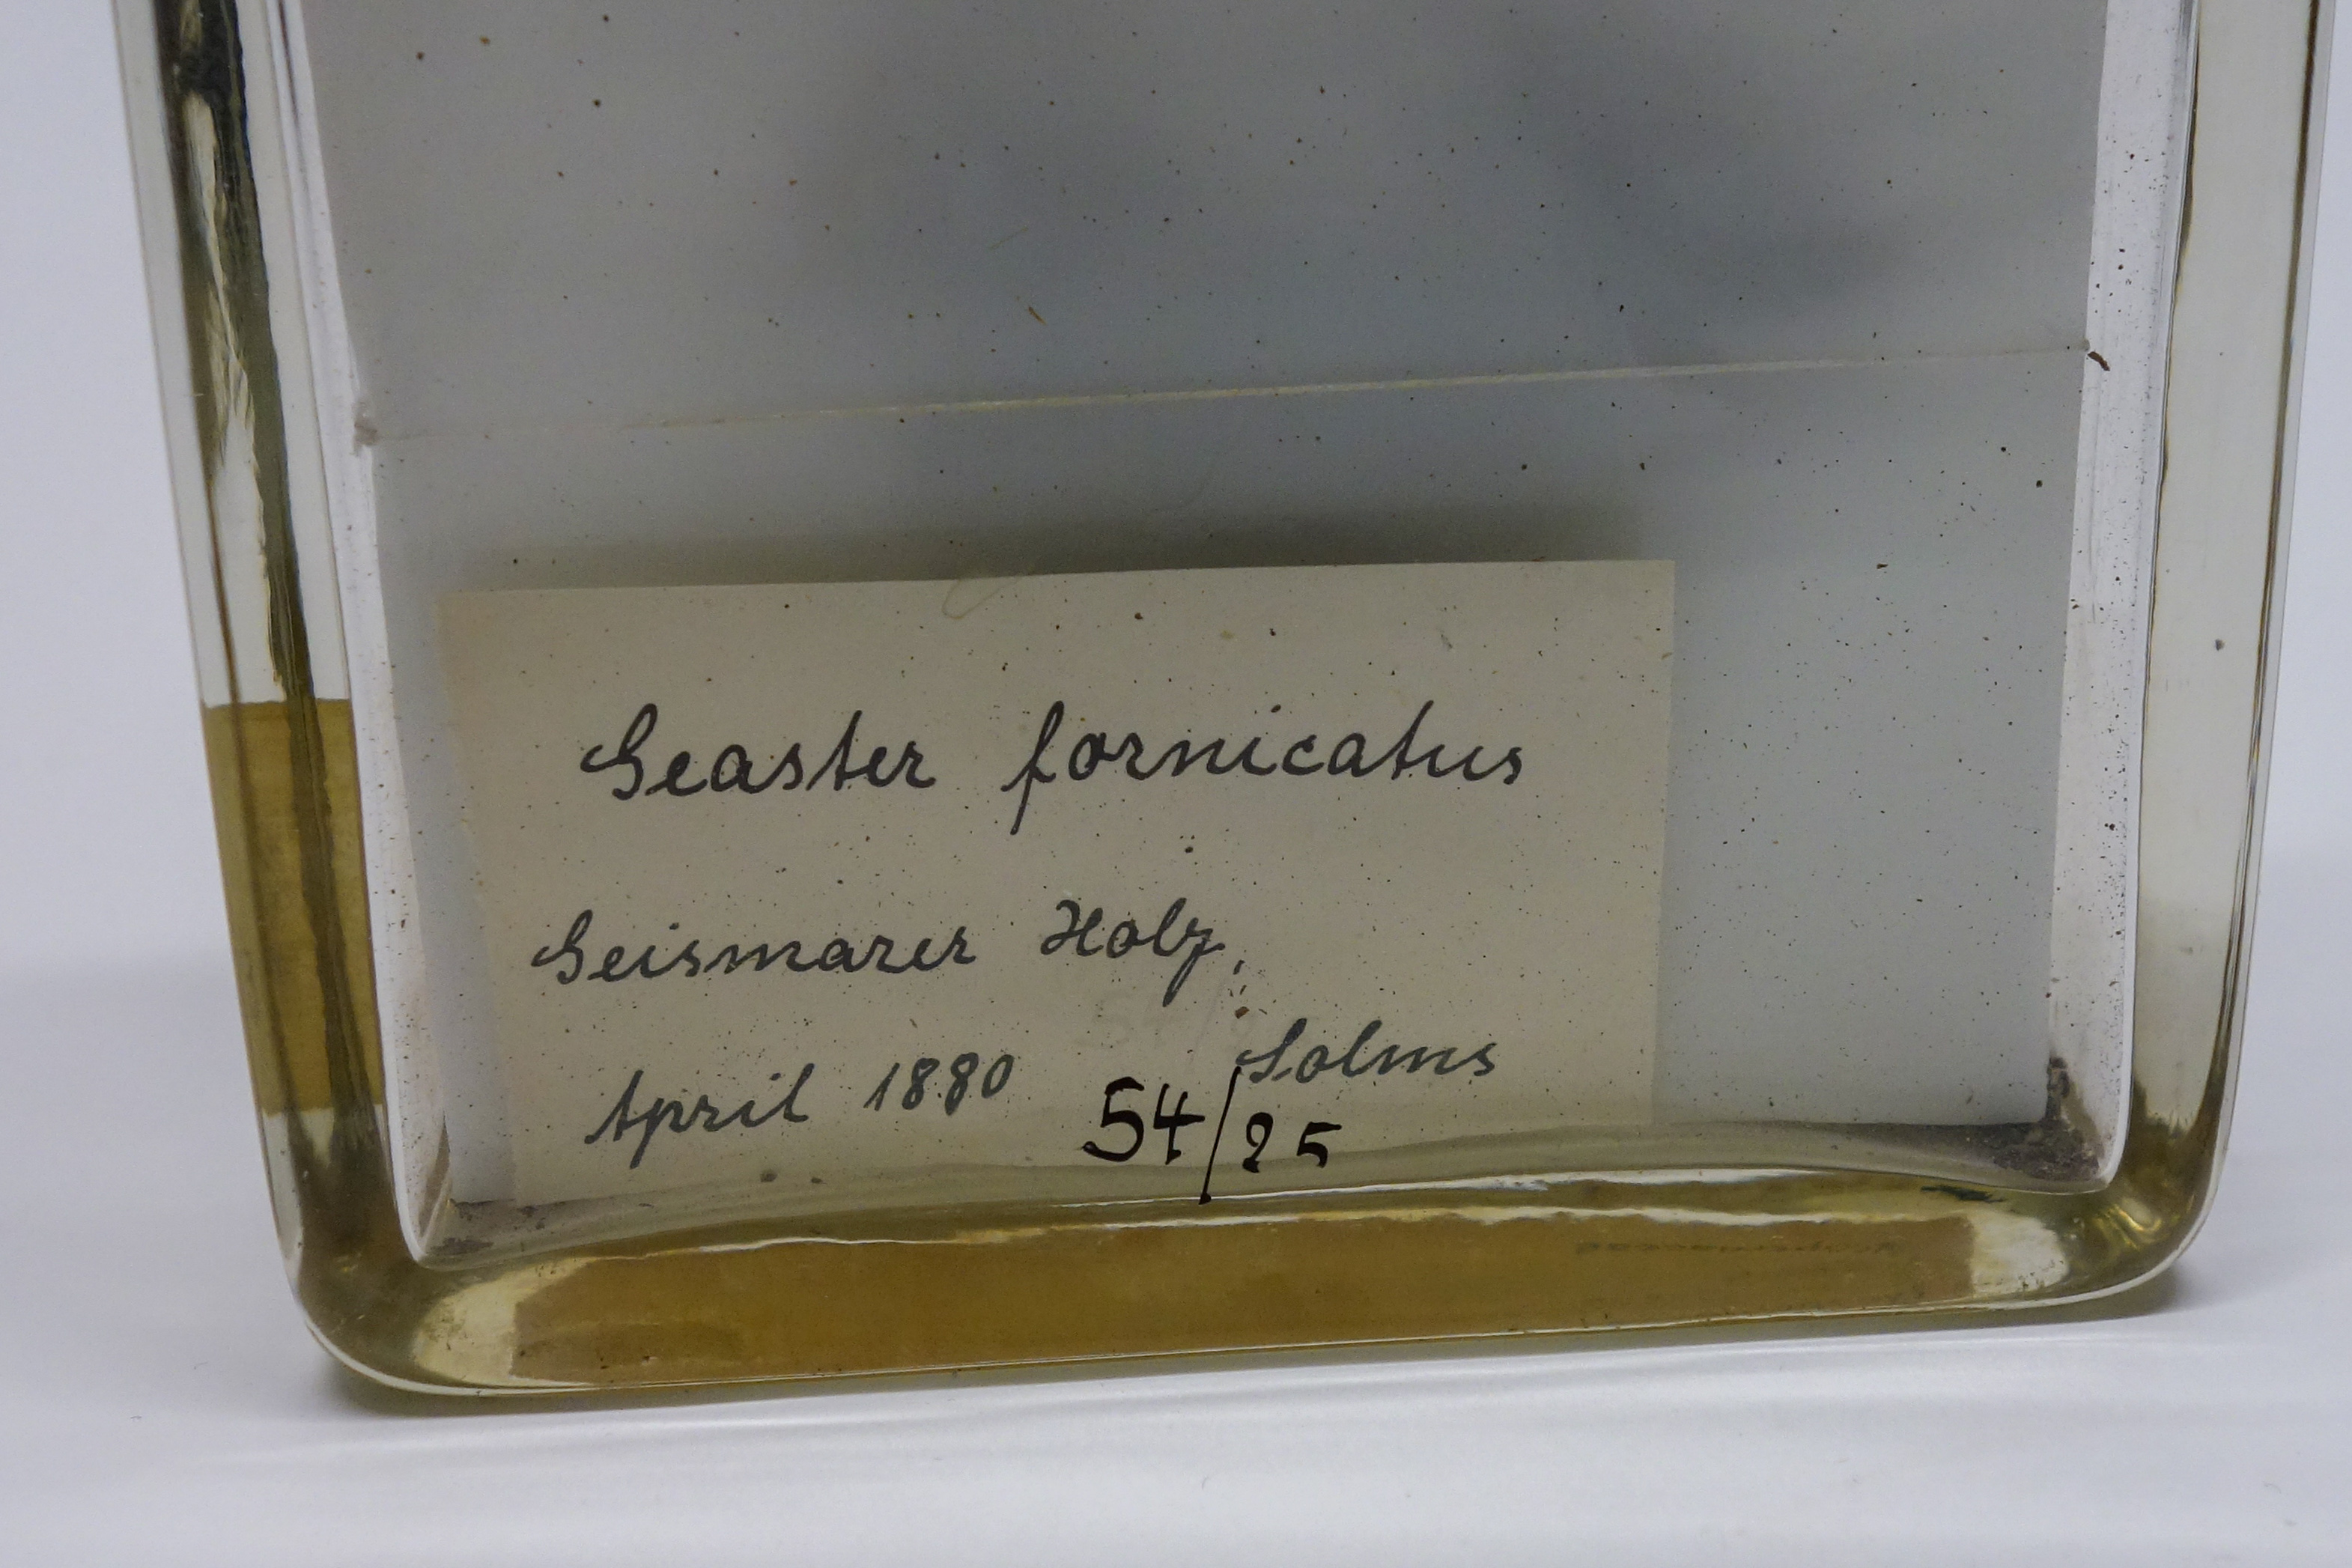 Geaster fornicatus
Geismarer Holz,
April 1880 Solms
54/25